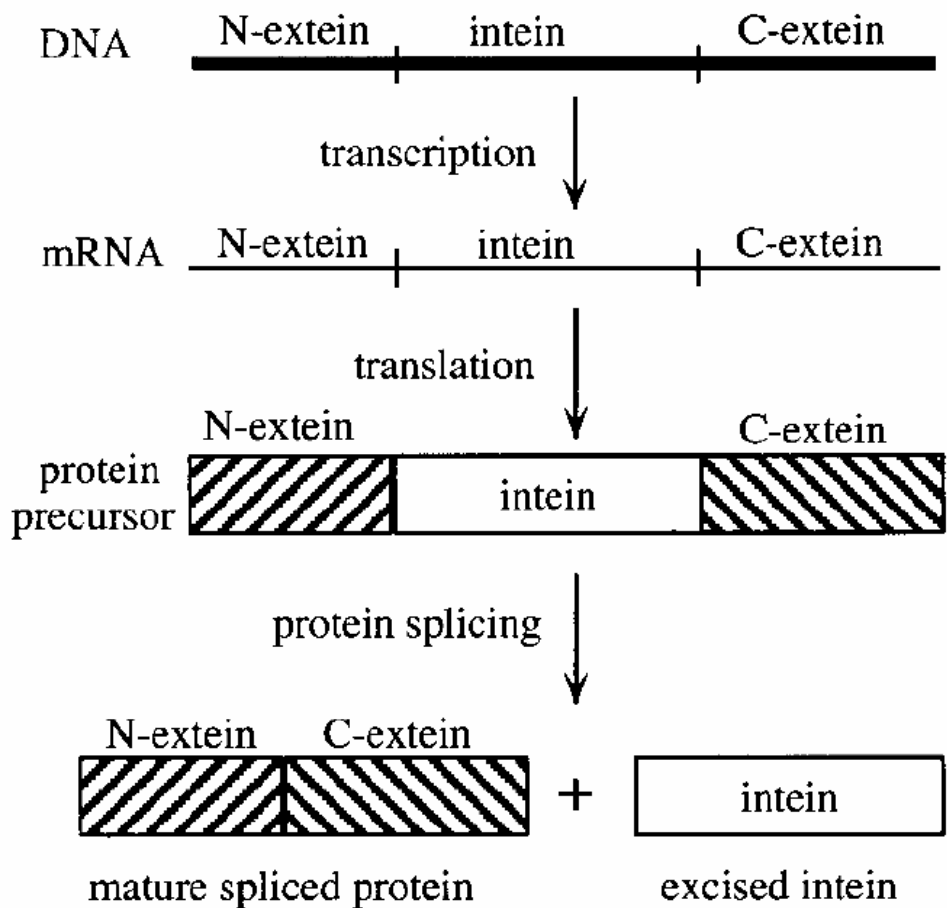 DNA
N-extein intein C-extein
transcription
mRNA
N-extein intein C-extein
translation
N-extein C-extein
protein
precursor
intein
protein splicing
N-extein C-extein
+
intein
mature spliced protein excised intein